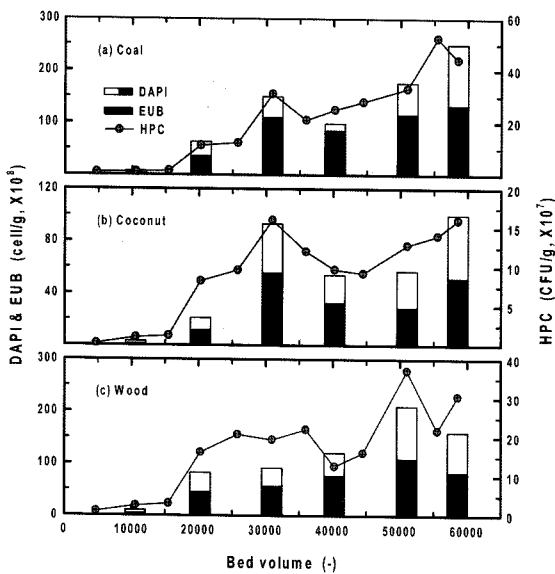 300
200
100
(a) Coal
DAPI
EUB
HPC
60
40
20
0
120
80
40
(b) Coconut
20
15
10
5
300
200
100
0
(c) Wood
40
30
20
10
0
0 10000 20000 30000 40000 50000 60000
Bed volume (-)
DAPI & EUB (cell/g, X10⁸)
HPC (CFU/g, X10⁷)